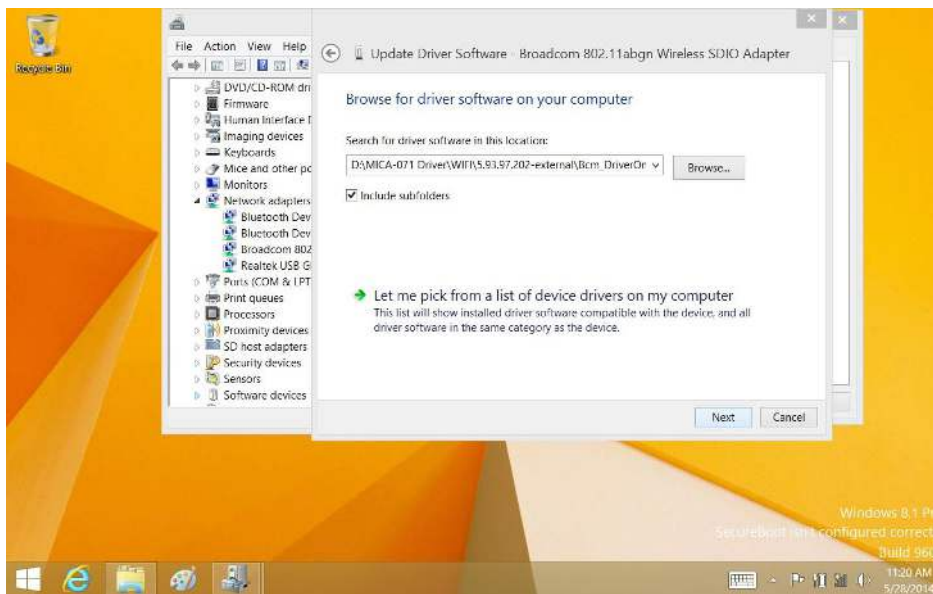 Recycle Bin
File Action View Help
DVD/CD-ROM dri
Firmware
Human Interface D
Imaging devices
Keyboards
Mice and other po
Monitors
Network adapters
Bluetooth Dev
Bluetooth Dev
Broadcom 802
Realtek USB G
Ports (COM & LPT
Print queues
Processors
Proximity devices
SD host adapters
Security devices
Sensors
Software devices
Update Driver Software - Broadcom 802.11abgn Wireless SDIO Adapter
Browse for driver software on your computer
Search for driver software in this location:
D:\MICA-071 Driver\WIFI\5.93.97.202-external\Bcm_DriverOr
Browse...
Include subfolders
Let me pick from a list of device drivers on my computer
This list will show installed driver software compatible with the device, and all
driver software in the same category as the device.
Next Cancel
Windows 8.1 P
SecureBoot isn't configured correct
Build 960
11:20 AM
5/28/2014